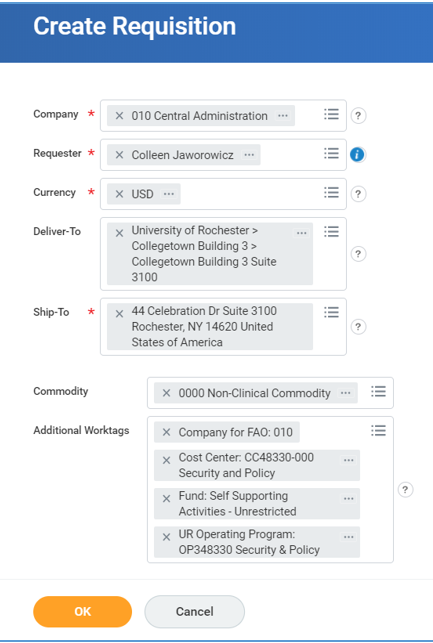 Create Requisition
Company * × 010 Central Administration ··· ?
Requester * × Colleen Jaworowicz ··· i
Currency * × USD ··· ?
Deliver-To × University of Rochester > ···
Collegetown Building 3 >
Collegetown Building 3 Suite
3100
?
Ship-To * × 44 Celebration Dr Suite 3100
Rochester, NY 14620 United
States of America
?
Commodity × 0000 Non-Clinical Commodity ···
Additional Worktags × Company for FAO: 010
× Cost Center: CC48330-000 ···
Security and Policy
× Fund: Self Supporting ···
Activities - Unrestricted
?
× UR Operating Program: ···
OP348330 Security & Policy
OK Cancel